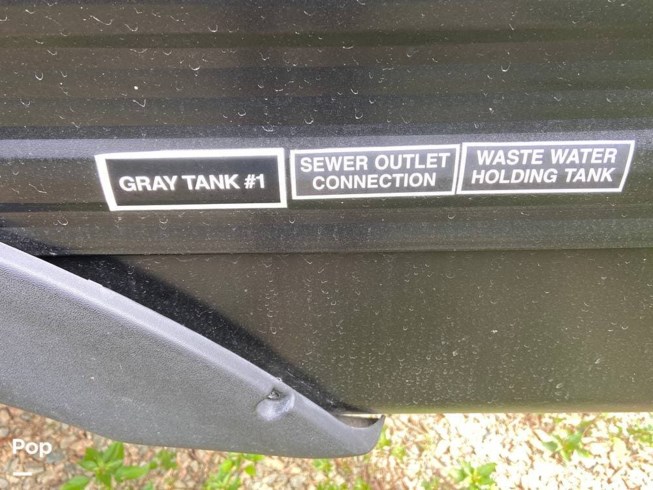 GRAY TANK #1
SEWER OUTLET
CONNECTION
WASTE WATER
HOLDING TANK
Pop